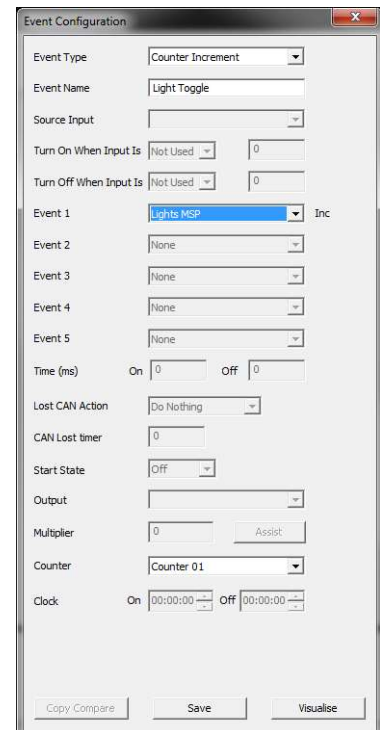 Event Configuration
x
Event Type Counter Increment
Event Name Light Toggle
Source Input
Turn On When Input Is Not Used 0
Turn Off When Input Is Not Used 0
Event 1 Lights MSP Inc
Event 2 None
Event 3 None
Event 4 None
Event 5 None
Time (ms) On 0 Off 0
Lost CAN Action Do Nothing
CAN Lost timer 0
Start State Off
Output
Multiplier 0 Assist
Counter Counter 01
Clock On 00:00:00 Off 00:00:00
Copy Compare Save Visualise